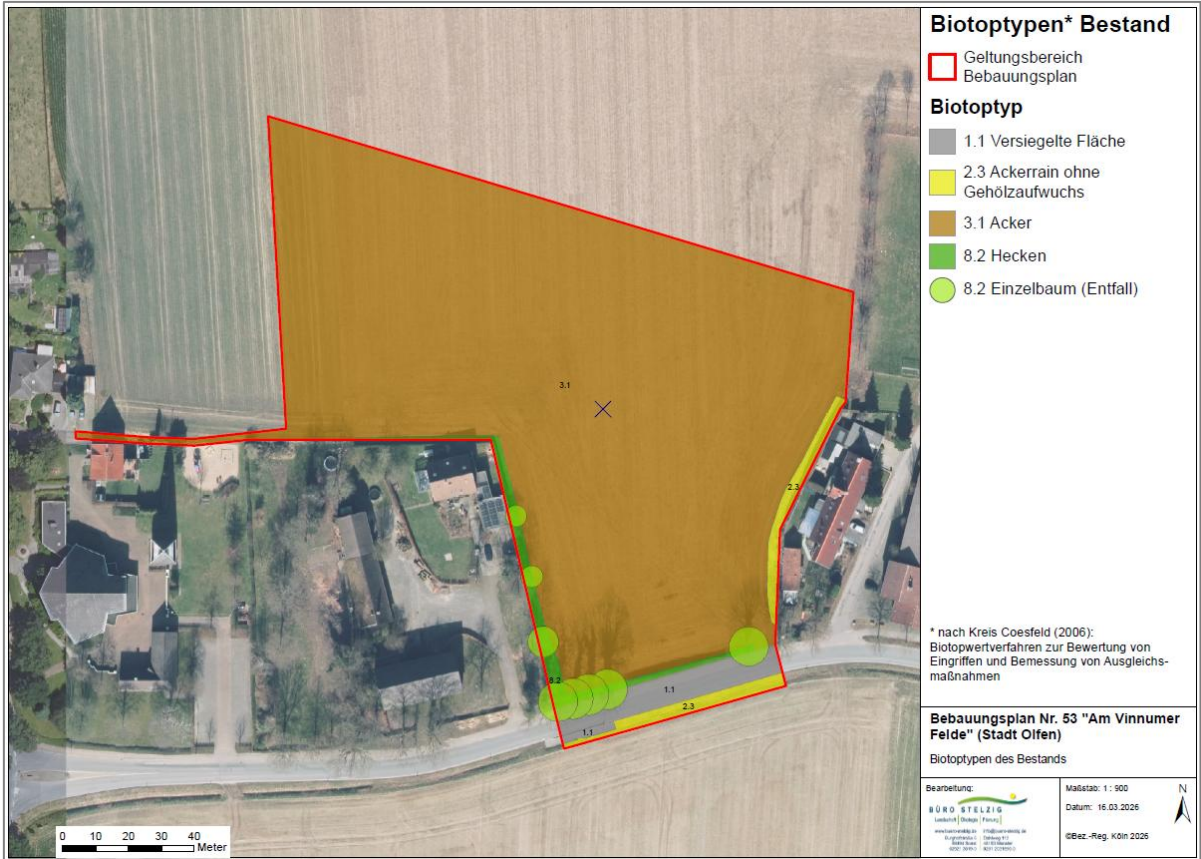 Biotoptypen* Bestand
Geltungsbereich
Bebauungsplan
Biotoptyp
1.1 Versiegelte Fläche
2.3 Ackerrain ohne
Gehölzaufwuchs
3.1 Acker
8.2 Hecken
8.2 Einzelbaum (Entfall)
3.1
2.3
8.2
1.1
2.3
1.1
* nach Kreis Coesfeld (2006):
Biotopwertverfahren zur Bewertung von
Eingriffen und Bemessung von Ausgleichs-
maßnahmen
Bebauungsplan Nr. 53 "Am Vinnumer
Felde" (Stadt Olfen)
Biotoptypen des Bestands
Bearbeitung:
BÜRO STELZIG
Landschaft | Ökologie | Planung |
Maßstab: 1 : 900
Datum: 16.03.2026
©Bez.-Reg. Köln 2026
N
0 10 20 30 40
Meter